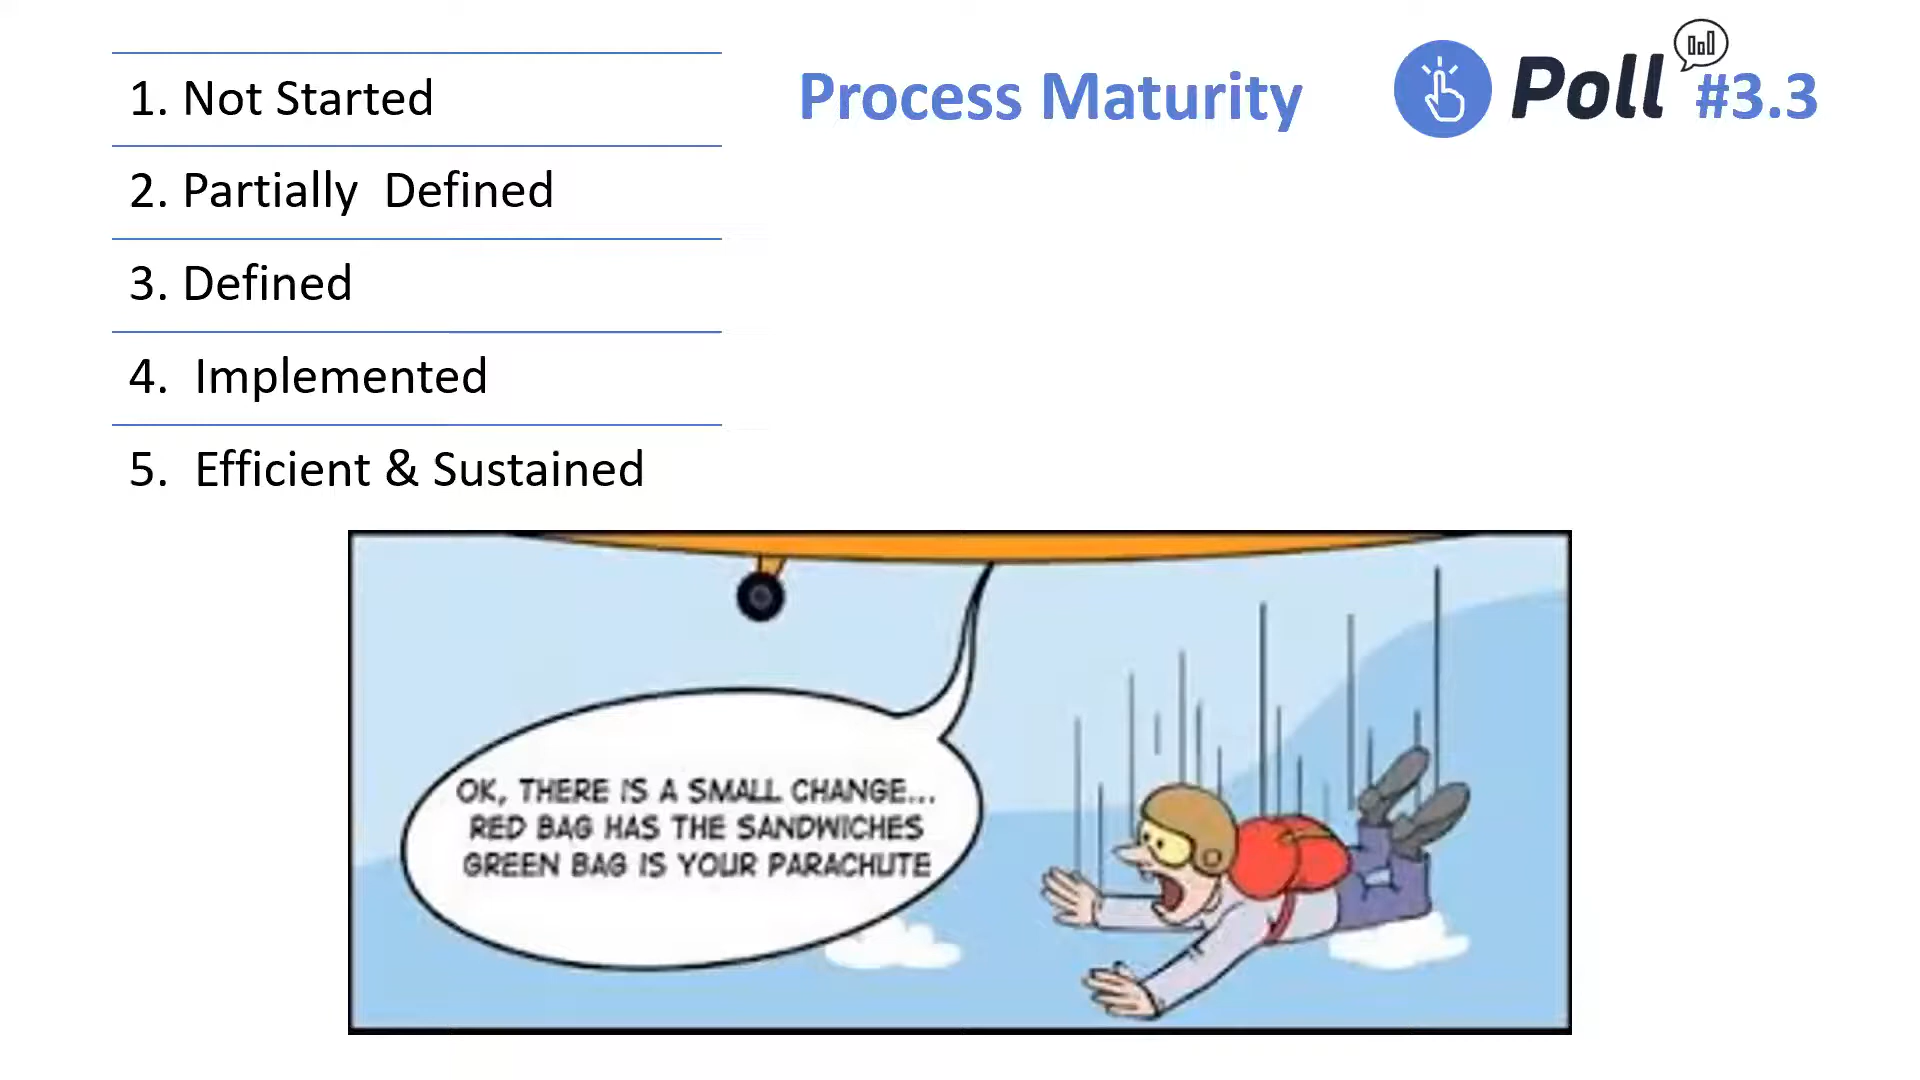 1. Not Started
2. Partially  Defined
3. Defined
4.  Implemented
5.  Efficient & Sustained
Process Maturity
Poll #3.3
OK, THERE IS A SMALL CHANGE...
RED BAG HAS THE SANDWICHES
GREEN BAG IS YOUR PARACHUTE